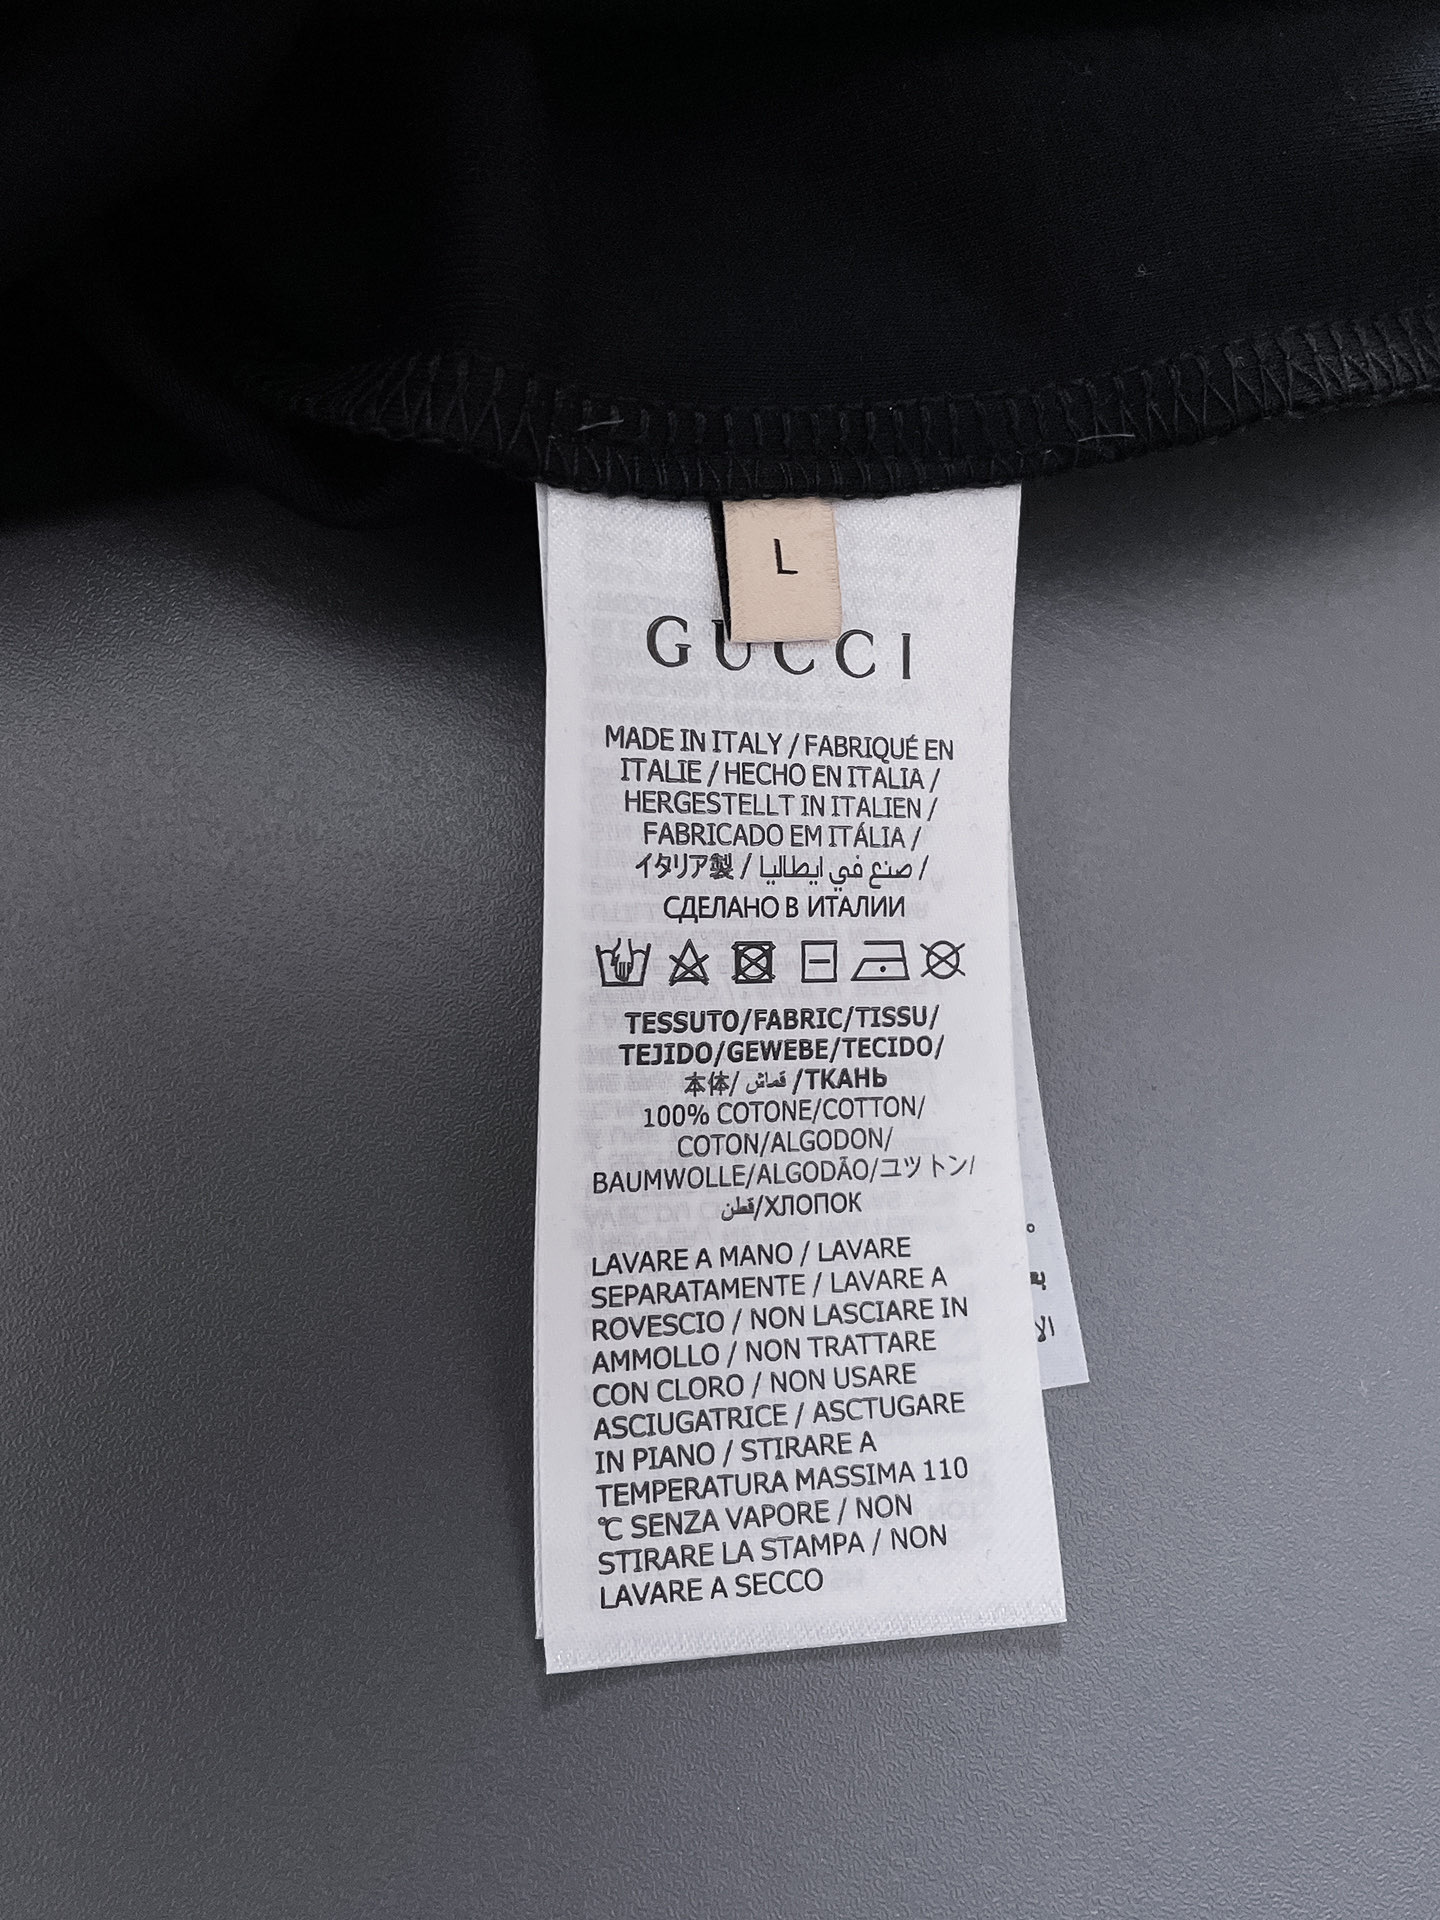 L
GUCCI
MADE IN ITALY / FABRIQUÉ EN
ITALIE / HECHO EN ITALIA /
HERGESTELLT IN ITALIEN /
FABRICADO EM ITÁLIA /
イタリア製 / صنع في ايطاليا /
СДЕЛАНО В ИТАЛИИ
TESSUTO/FABRIC/TISSU/
TEJIDO/GEWEBE/TECIDO/
本体/ قماش /ТКАНЬ
100% COTONE/COTTON/
COTON/ALGODON/
BAUMWOLLE/ALGODÃO/ユツトン/
قطن/ХЛОПОК
LAVARE A MANO / LAVARE
SEPARATAMENTE / LAVARE A
ROVESCIO / NON LASCIARE IN
AMMOLLO / NON TRATTARE
CON CLORO / NON USARE
ASCIUGATRICE / ASCTUGARE
IN PIANO / STIRARE A
TEMPERATURA MASSIMA 110
℃ SENZA VAPORE / NON
STIRARE LA STAMPA / NON
LAVARE A SECCO